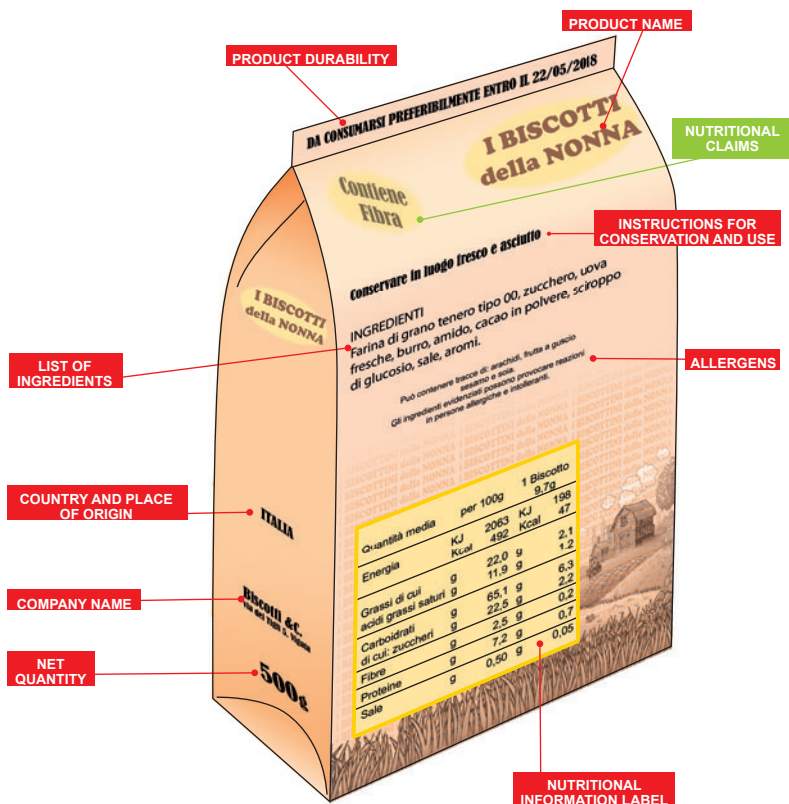 PRODUCT NAME
PRODUCT DURABILITY
DA CONSUMARSI PREFERIBILMENTE ENTRO IL 22/05/2018
I BISCOTTI
della NONNA
NUTRITIONAL
CLAIMS
Contiene
Fibra
INSTRUCTIONS FOR
CONSERVATION AND USE
Conservare in luogo fresco e asciutto
I BISCOTTI
della NONNA
INGREDIENTI
Farina di grano tenero tipo 00, zucchero, uova
fresche, burro, amido, cacao in polvere, sciroppo
di glucosio, sale, aromi.
LIST OF
INGREDIENTS
ALLERGENS
Può contenere tracce di: arachidi, frutta a guscio
sesamo e soia.
Gli ingredienti evidenziati possono provocare reazioni
in persone allergiche e intolleranti.
COUNTRY AND PLACE
OF ORIGIN
ITALIA
COMPANY NAME
Biscotti &C.
via dei
NET
QUANTITY
500g
Quantità media per 100g 1 Biscotto
9,7g
Energia KJ 2063 KJ 198
Kcal 492 Kcal 47
Grassi di cui g 22,0 g 2,1
acidi grassi saturi g 11,9 g 1.2
Carboidrati g 65,1 g 6,3
di cui: zuccheri g 22,5 g 2,2
Fibre g 2,5 g 0,2
Proteine g 7,2 g 0,7
Sale g 0,50 g 0,05
NUTRITIONAL
INFORMATION LABEL